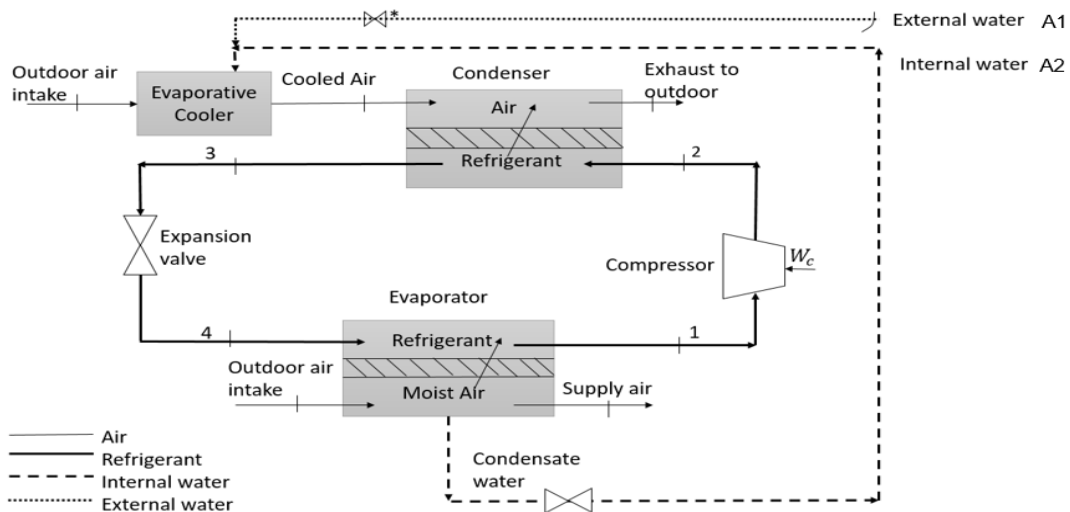 *
External water A1
Internal water A2
Outdoor air
intake
Evaporative
Cooler
Cooled Air
Condenser
Air
Refrigerant
Exhaust to
outdoor
3
2
Expansion
valve
Compressor
W_c
Evaporator
4
Refrigerant
1
Outdoor air
intake
Moist Air
Supply air
Condensate
water
Air
Refrigerant
Internal water
External water